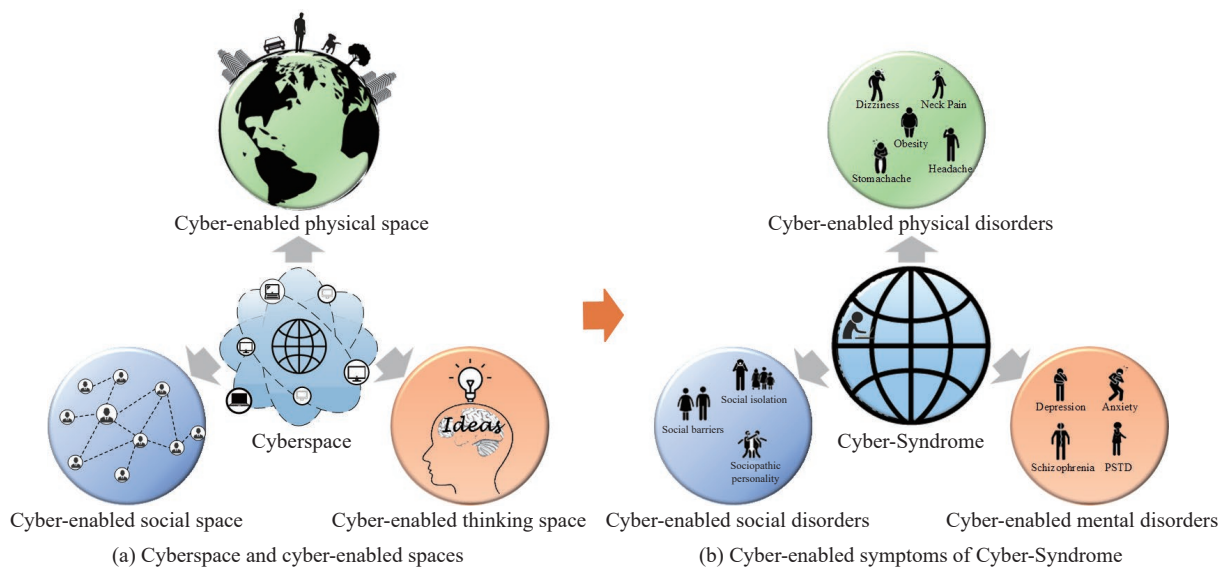 Cyber-enabled physical space
Cyberspace
Ideas
Cyber-enabled social space
Cyber-enabled thinking space
(a) Cyberspace and cyber-enabled spaces
Dizziness
Neck Pain
Obesity
Stomachache
Headache
Cyber-enabled physical disorders
Social isolation
Social barriers
Sociopathic
personality
Cyber-Syndrome
Depression
Anxiety
Schizophrenia
PSTD
Cyber-enabled social disorders
Cyber-enabled mental disorders
(b) Cyber-enabled symptoms of Cyber-Syndrome